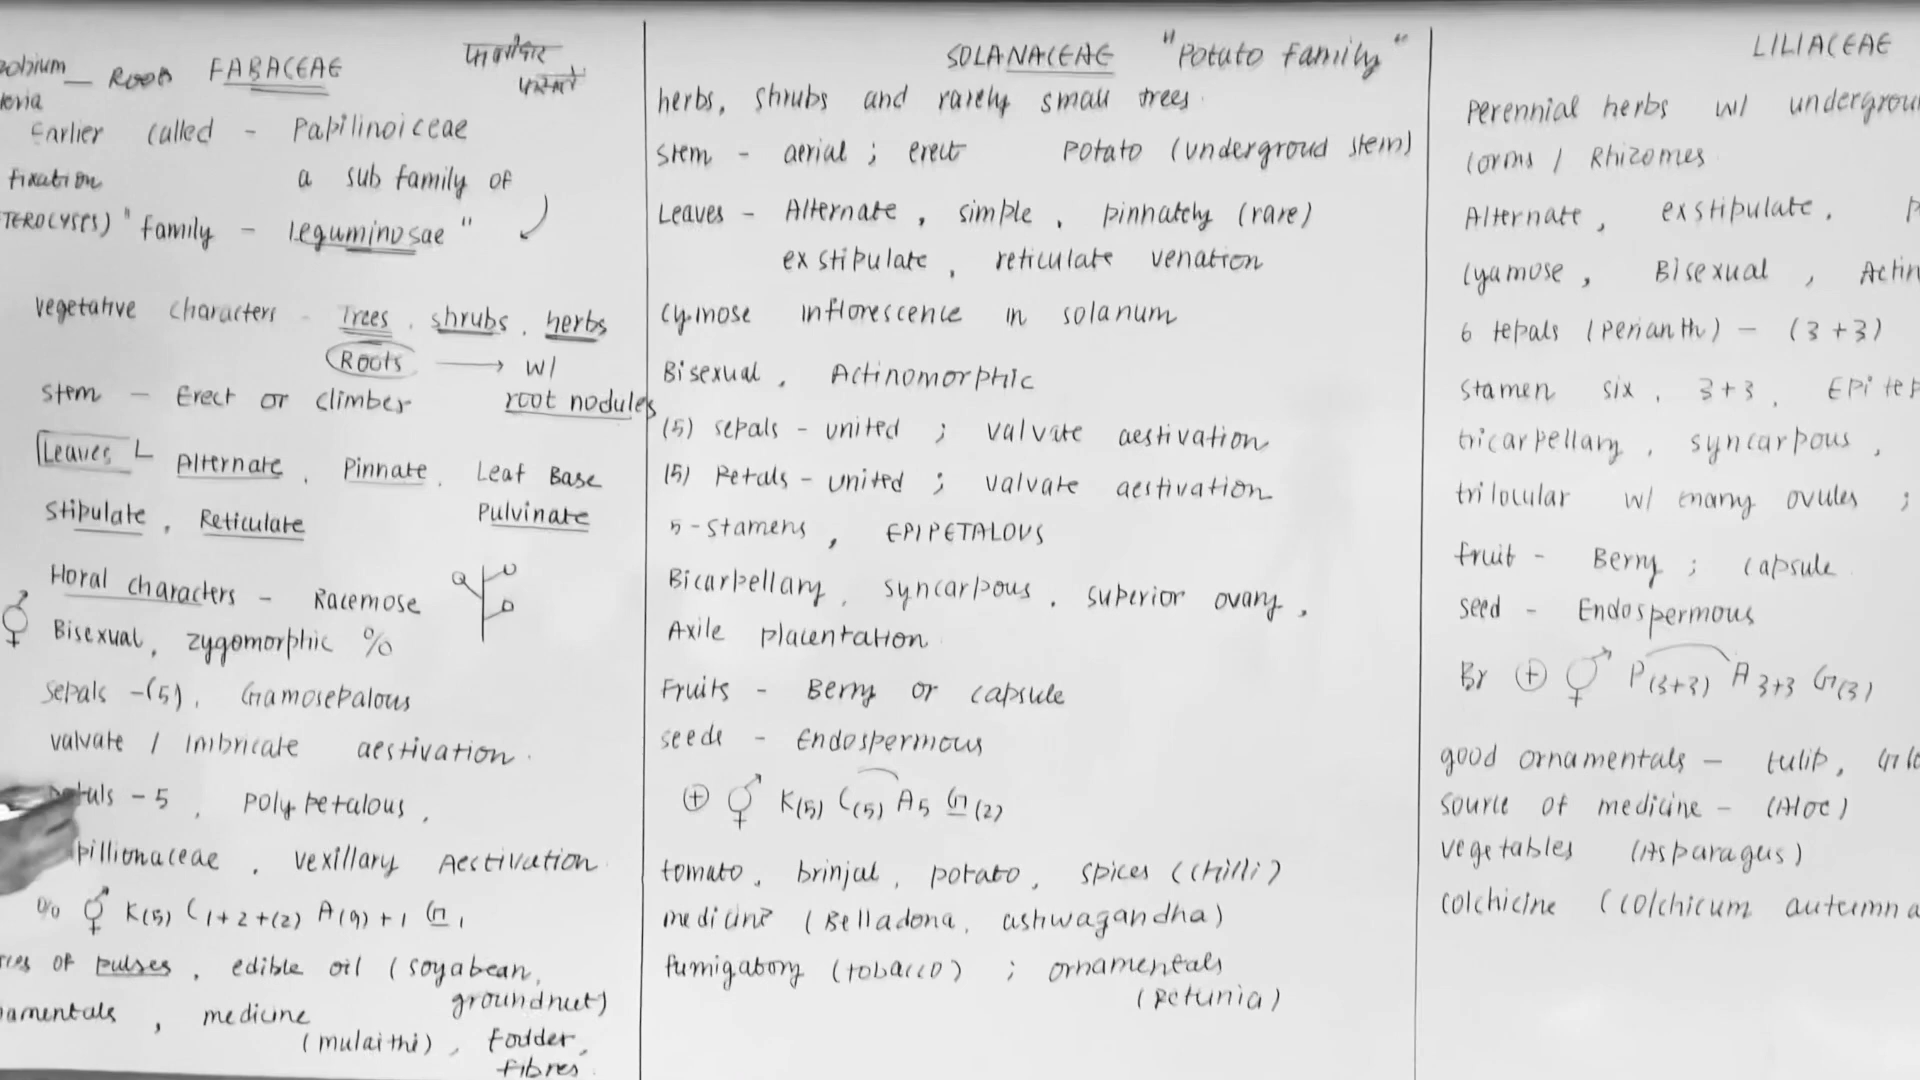 Root FABACEAE
Earlier called - Papilinoiceae
fixation a sub family of
"family - leguminosae"
vegetative characters - Trees, shrubs, herbs
Roots → w/
root nodules
stem - Erect or climber
Leaves - Alternate, Pinnate, Leaf Base
Pulvinate
stipulate, Reticulate
floral characters - Racemose
Bisexual, zygomorphic %
sepals -(5), Gamosepalous
valvate / imbricate aestivation.
-5, Poly petalous,
vexillary Aestivation
% ⚥ K(5) C1+2+(2) A(9)+1 G1
of pulses, edible oil (soyabean,
groundnut)
medicine
(mulaithi), fodder,
fibres.
SOLANACEAE "Potato family"
herbs, shrubs and rarely small trees.
stem - aerial ; erect Potato (undergroud stem)
Leaves - Alternate, simple, pinnately (rare)
exstipulate, reticulate venation
cymose inflorescence in solanum
Bisexual, Actinomorphic
(5) sepals - united ; valvate aestivation
(5) Petals - united ; valvate aestivation
5-stamens, EPIPETALOUS
Bicarpellary, syncarpous, superior ovary,
Axile placentation
Fruits - Berry or capsule
seeds - Endospermous
⊕ ⚥ K(5) C(5) A5 G(2)
tomato, brinjal, potato, spices (chilli)
medicine (Belladona, ashwagandha)
fumigatory (tobacco) ; ornamentals
(petunia)
LILIACEAE
Perennial herbs w/
corms / Rhizomes
Alternate, exstipulate,
cyamose, Bisexual,
6 tepals (Perianth) - (3+3)
stamen six, 3+3,
tricarpellary, syncarpous,
trilocular w/ many ovules ;
fruit - Berry ; capsule
seed - Endospermous
Br ⊕ ⚥ P(3+3) A3+3 G(3)
good ornamentals - tulip,
source of medicine - (Aloe)
vegetables (Asparagus)
colchicine (colchicum